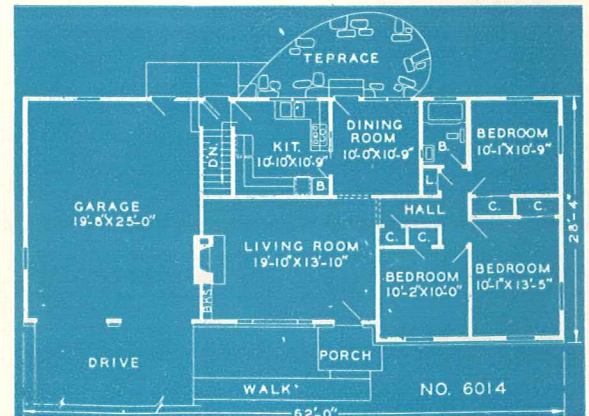 TERRACE
D'N.
KIT.
10'-10"X10'-9"
B.
DINING
ROOM
10'-0"X10'-9"
B.
L.
BEDROOM
10'-1"X10'-9"
C.
C.
GARAGE
19'-8"X25'-0"
HALL
LIVING ROOM
19'-10"X13'-10"
C.
C.
BEDROOM
10'-2"X10'-0"
BEDROOM
10'-1"X13'-5"
BKS.
28'-4"
DRIVE
PORCH
WALK
NO. 6014
52'-0"